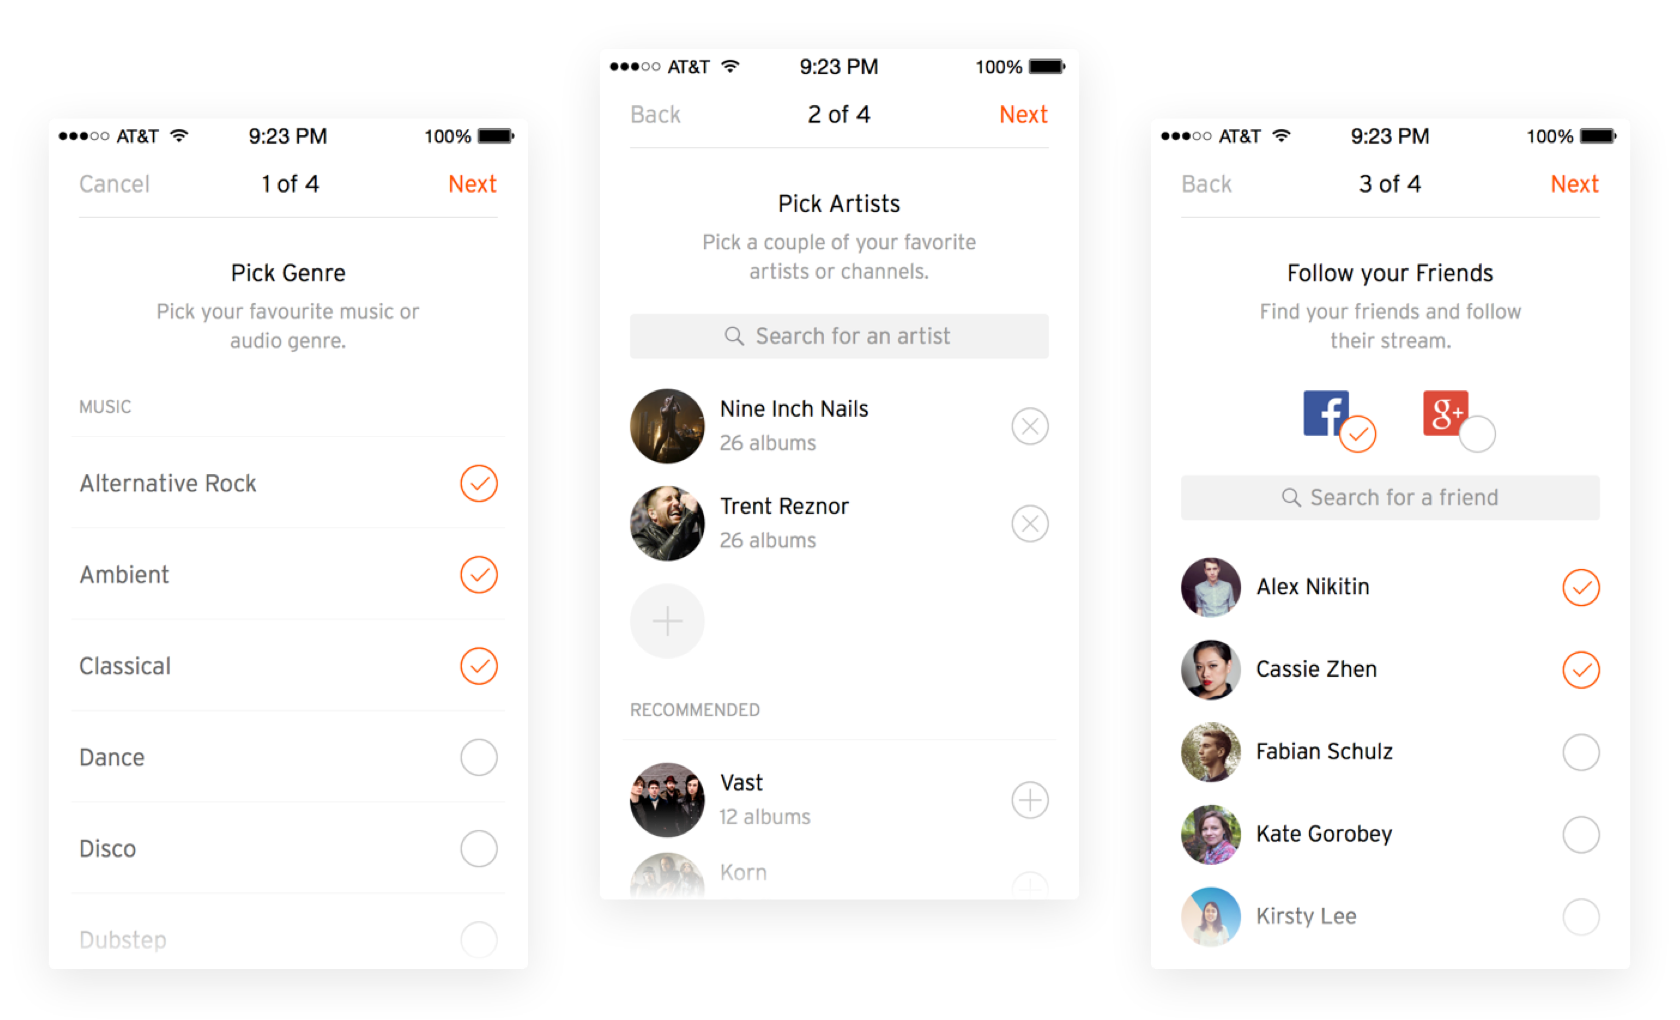 AT&T 9:23 PM 100%
Cancel 1 of 4 Next
Pick Genre
Pick your favourite music or
audio genre.
MUSIC
Alternative Rock
Ambient
Classical
Dance
Disco
Dubstep
AT&T 9:23 PM 100%
Back 2 of 4 Next
Pick Artists
Pick a couple of your favorite
artists or channels.
Search for an artist
Nine Inch Nails
26 albums
Trent Reznor
26 albums
RECOMMENDED
Vast
12 albums
Korn
AT&T 9:23 PM 100%
Back 3 of 4 Next
Follow your Friends
Find your friends and follow
their stream.
f g+
Search for a friend
Alex Nikitin
Cassie Zhen
Fabian Schulz
Kate Gorobey
Kirsty Lee